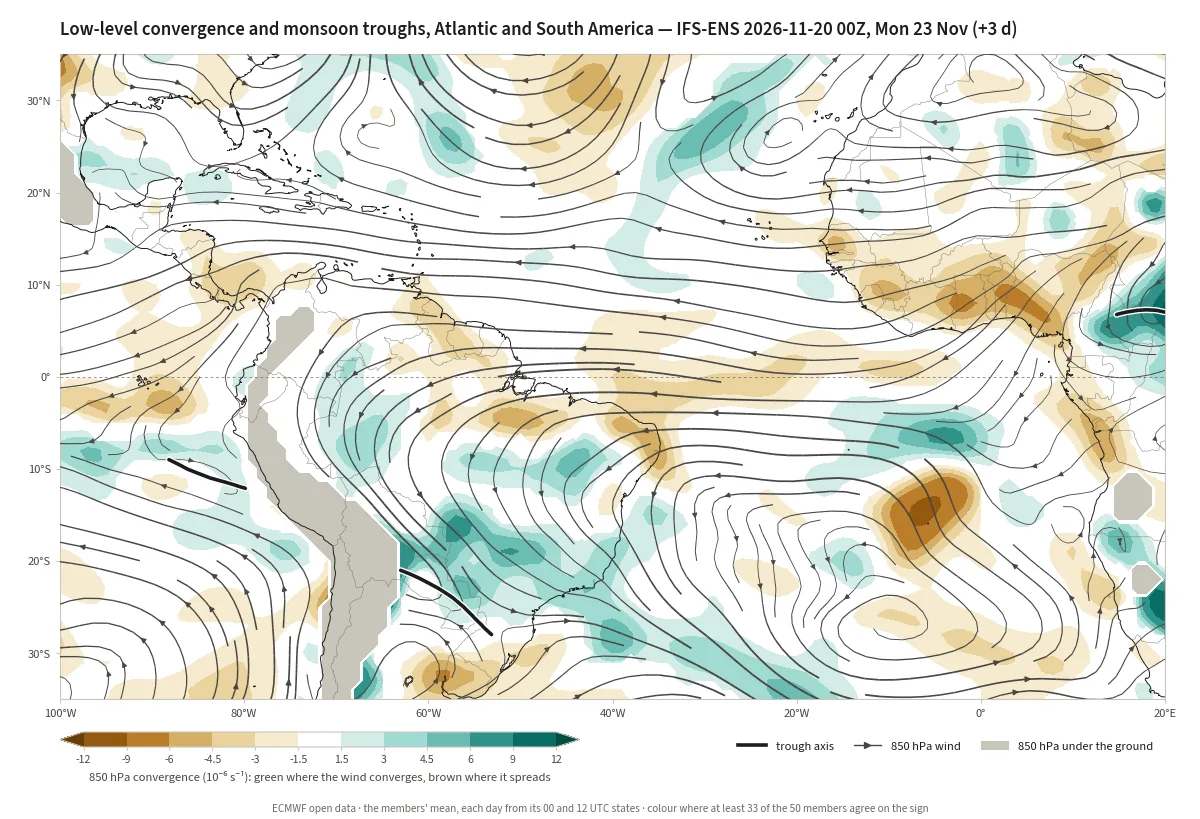 Low-level convergence and monsoon troughs, Atlantic and South America — IFS-ENS 2026-11-20 00Z, Mon 23 Nov (+3 d)
30°N
20°N
10°N
0°
10°S
20°S
30°S
100°W 80°W 60°W 40°W 20°W 0° 20°E
-12 -9 -6 -4.5 -3 -1.5 1.5 3 4.5 6 9 12
850 hPa convergence (10⁻⁶ s⁻¹): green where the wind converges, brown where it spreads
trough axis 850 hPa wind 850 hPa under the ground
ECMWF open data · the members' mean, each day from its 00 and 12 UTC states · colour where at least 33 of the 50 members agree on the sign